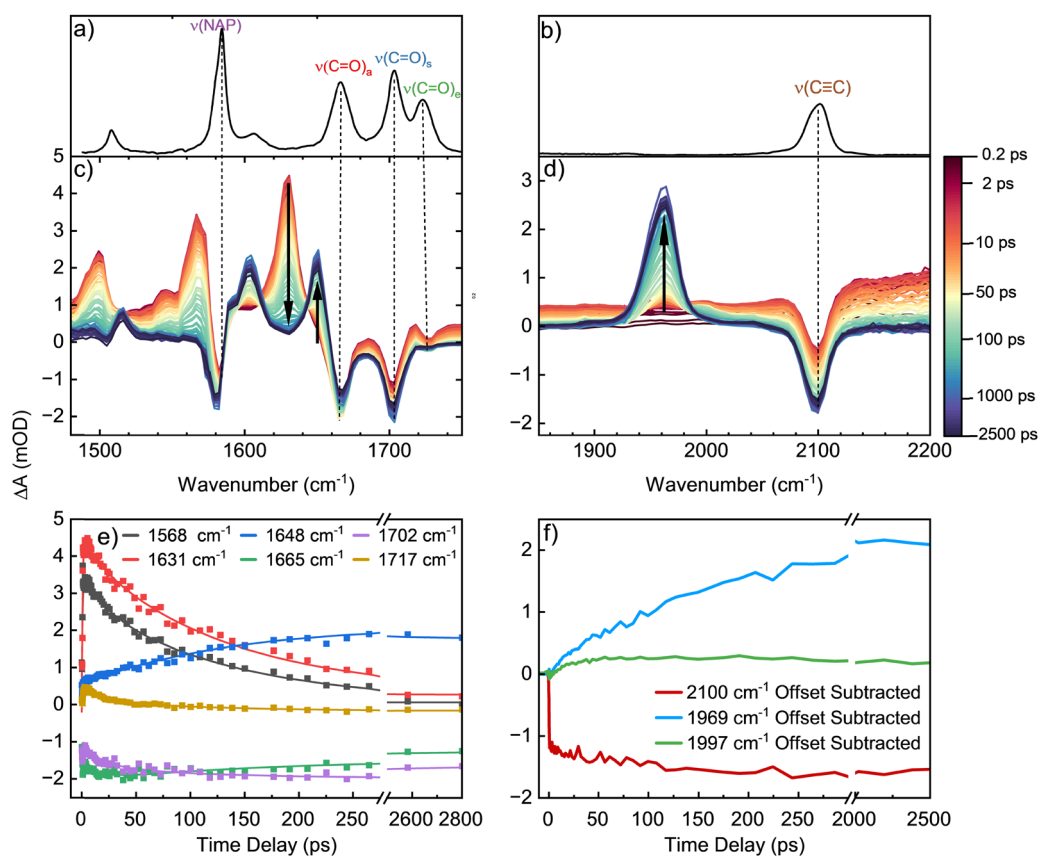 a)
ν(NAP)
ν(C=O)a
ν(C=O)s
ν(C=O)e
b)
ν(C≡C)
c)
5
4
3
2
1
0
−1
−2
1500
1600
1700
Wavenumber (cm-1)
d)
3
2
1
0
−1
−2
1900
2000
2100
2200
Wavenumber (cm-1)
0.2 ps
2 ps
10 ps
50 ps
100 ps
1000 ps
2500 ps
ΔA (mOD)
e)
1568 cm-1
1648 cm-1
1702 cm-1
1631 cm-1
1665 cm-1
1717 cm-1
5
4
3
2
1
0
−1
−2
0
50
100
150
200
250
2600
2800
Time Delay (ps)
f)
2100 cm-1 Offset Subtracted
1969 cm-1 Offset Subtracted
1997 cm-1 Offset Subtracted
2
1
0
−1
−2
0
50
100
150
200
250
2000
2500
Time Delay (ps)